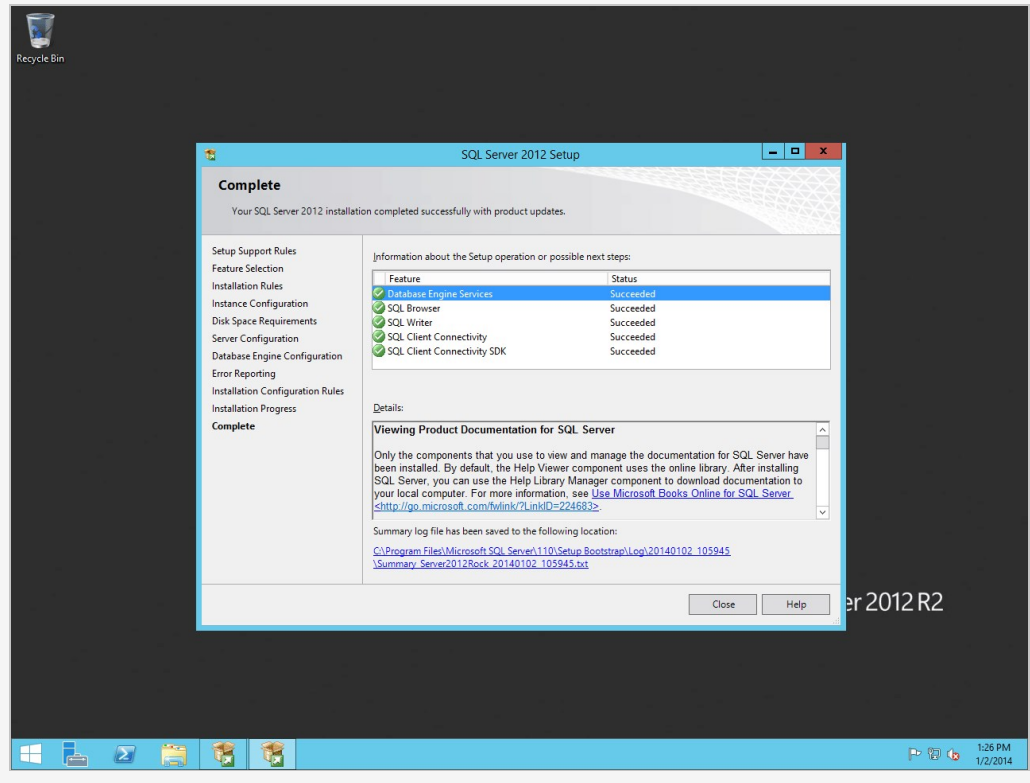 Recycle Bin
SQL Server 2012 Setup
Complete
Your SQL Server 2012 installation completed successfully with product updates.
Setup Support Rules
Feature Selection
Installation Rules
Instance Configuration
Disk Space Requirements
Server Configuration
Database Engine Configuration
Error Reporting
Installation Configuration Rules
Installation Progress
Complete
Information about the Setup operation or possible next steps:
Feature Status
Database Engine Services Succeeded
SQL Browser Succeeded
SQL Writer Succeeded
SQL Client Connectivity Succeeded
SQL Client Connectivity SDK Succeeded
Details:
Viewing Product Documentation for SQL Server
Only the components that you use to view and manage the documentation for SQL Server have
been installed. By default, the Help Viewer component uses the online library. After installing
SQL Server, you can use the Help Library Manager component to download documentation to
your local computer. For more information, see Use Microsoft Books Online for SQL Server
<http://go.microsoft.com/fwlink/?LinkID=224683>.
Summary log file has been saved to the following location:
C:\Program Files\Microsoft SQL Server\110\Setup Bootstrap\Log\20140102_105945
\Summary_Server2012Rock_20140102_105945.txt
Close Help
er 2012 R2
1:26 PM
1/2/2014